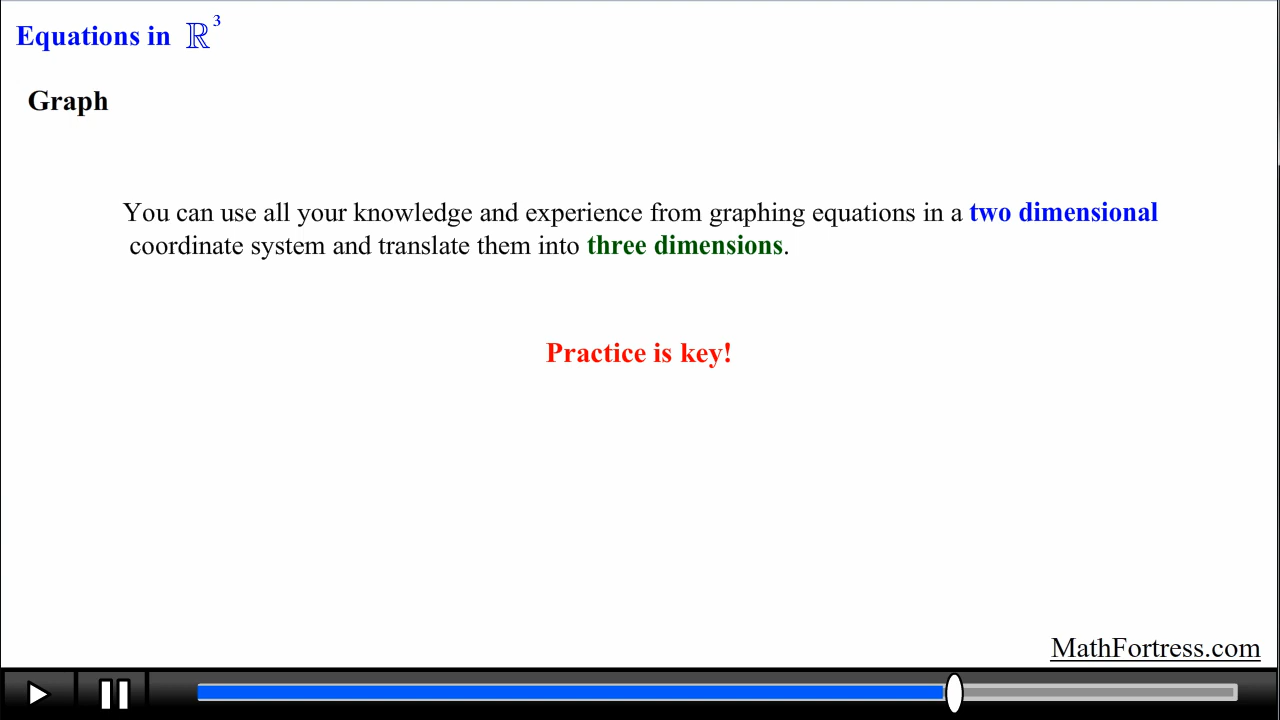 Equations in ℝ³
Graph
You can use all your knowledge and experience from graphing equations in a two dimensional
coordinate system and translate them into three dimensions.
Practice is key!
MathFortress.com